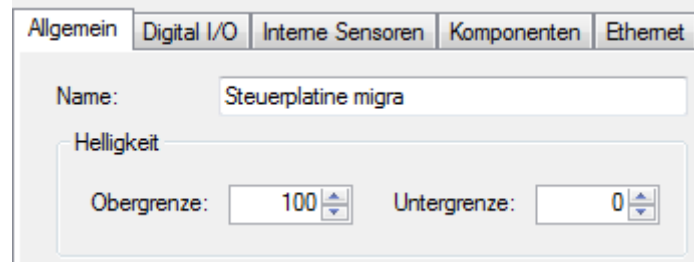 Allgemein Digital I/O Interne Sensoren Komponenten Ethernet
Name: Steuerplatine migra
Helligkeit
Obergrenze: 100 Untergrenze: 0